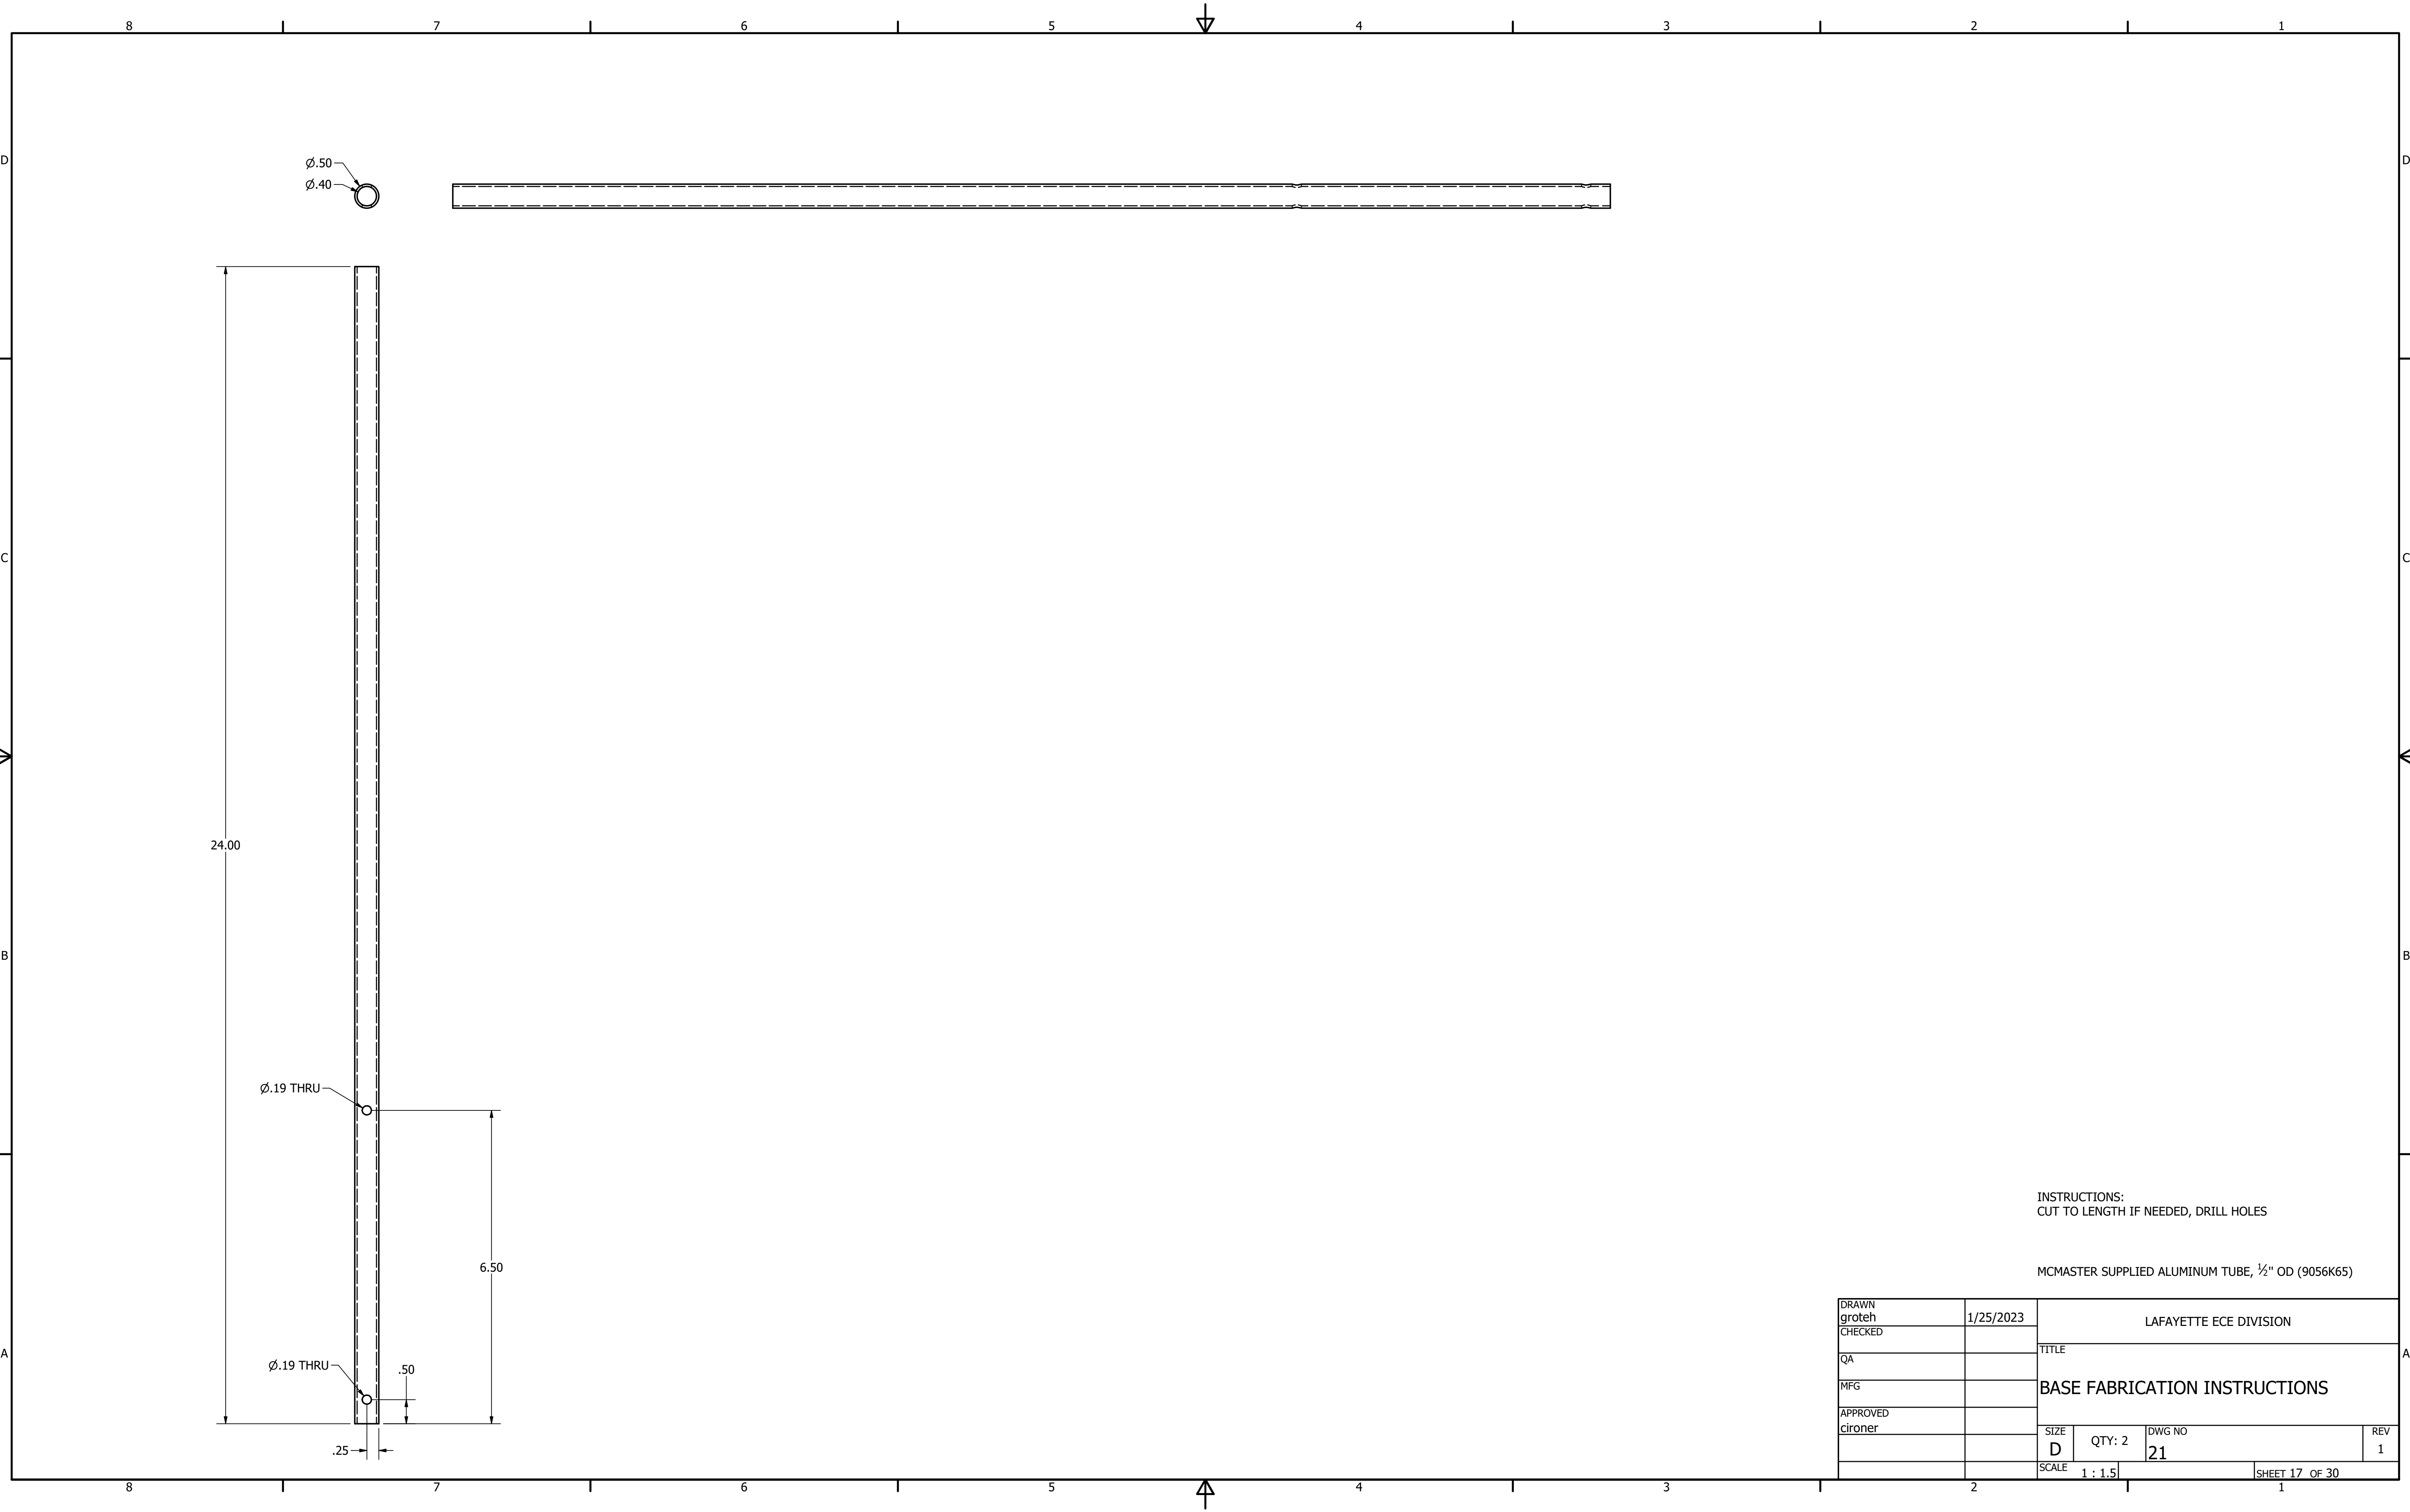 8 7 6 5 4 3 2 1
D D
Ø.50
Ø.40
C C
24.00
B B
Ø.19 THRU
6.50
Ø.19 THRU
.50
.25
INSTRUCTIONS:
CUT TO LENGTH IF NEEDED, DRILL HOLES
MCMASTER SUPPLIED ALUMINUM TUBE, ½" OD (9056K65)
A A
DRAWN
groteh 1/25/2023
CHECKED
QA
MFG
APPROVED
cironer
LAFAYETTE ECE DIVISION
TITLE
BASE FABRICATION INSTRUCTIONS
SIZE
D
QTY: 2
DWG NO
21
REV
1
SCALE 1 : 1.5
SHEET 17 OF 30
8 7 6 5 4 3 2 1